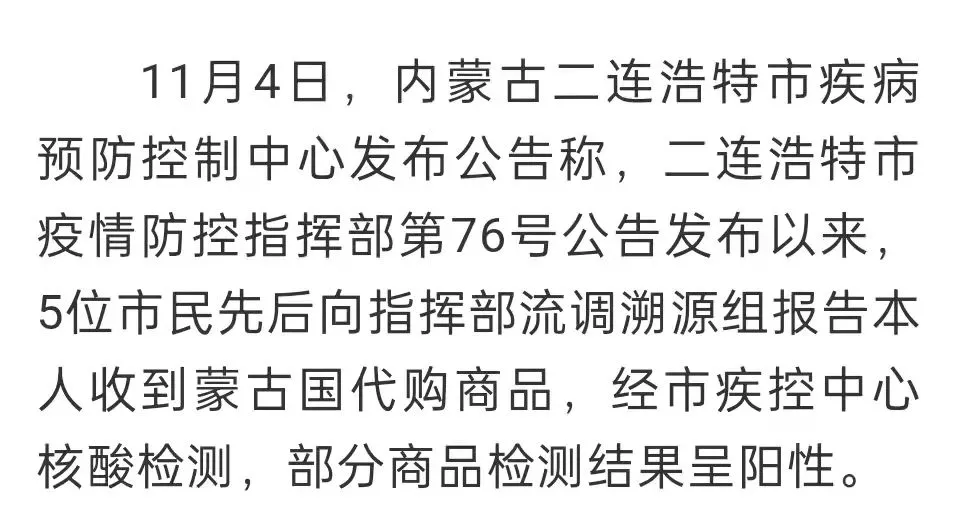 11月4日，内蒙古二连浩特市疾病
预防控制中心发布公告称，二连浩特市
疫情防控指挥部第76号公告发布以来，
5位市民先后向指挥部流调溯源组报告本
人收到蒙古国代购商品，经市疾控中心
核酸检测，部分商品检测结果呈阳性。